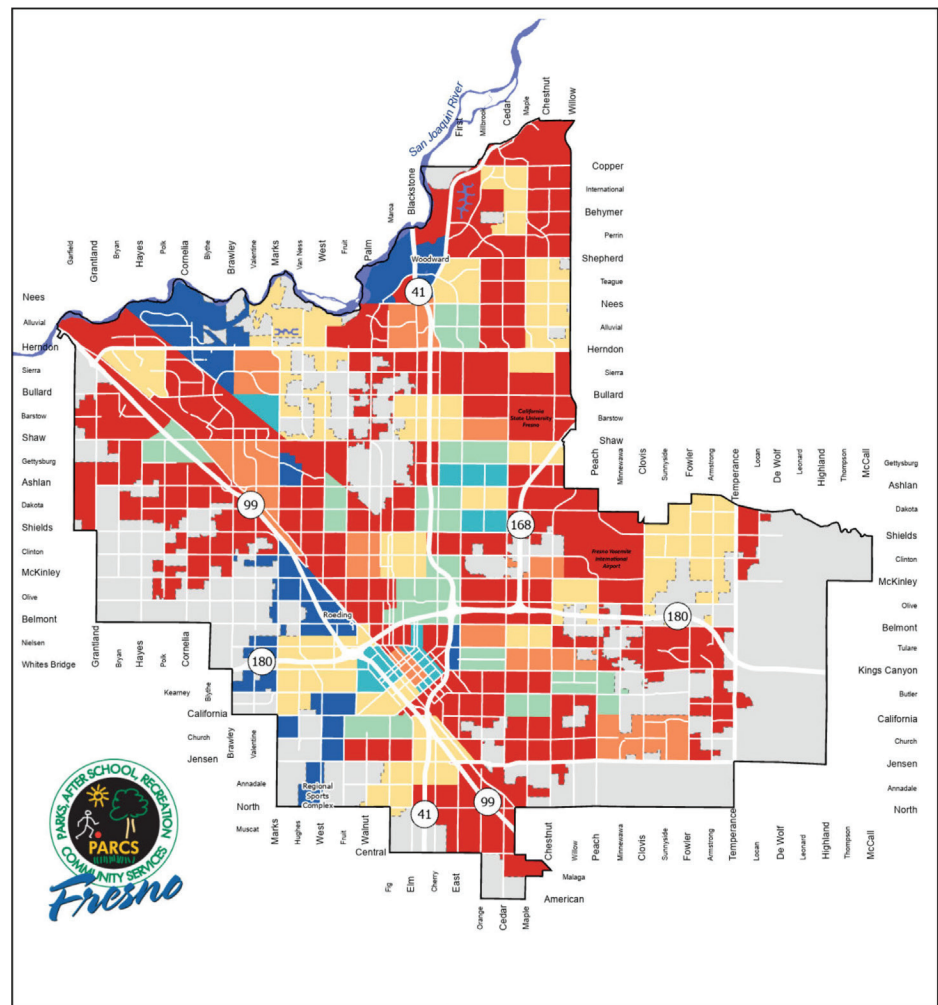 San Joaquin River
Blackstone
First
Millbrook
Cedar
Maple
Chestnut
Willow
Copper
International
Behymer
Perrin
Shepherd
Teague
Nees
Alluvial
Herndon
Sierra
Bullard
Barstow
Shaw
Garfield
Grantland
Bryan
Hayes
Polk
Cornelia
Blythe
Brawley
Valentine
Marks
Van Ness
West
Fruit
Palm
Maroa
Woodward
41
Nees
Alluvial
Herndon
Sierra
Bullard
Barstow
Shaw
Gettysburg
Ashlan
Dakota
Shields
Clinton
McKinley
Olive
Belmont
Nielsen
Whites Bridge
California
State University
Fresno
Peach
Minnewawa
Clovis
Sunnyside
Fowler
Armstrong
Temperance
Locan
De Wolf
Leonard
Highland
Thompson
McCall
Gettysburg
Ashlan
Dakota
Shields
Clinton
McKinley
Olive
Belmont
Tulare
Kings Canyon
Butler
California
Church
Jensen
Annadale
North
99
168
Fresno Yosemite
International
Airport
Roeding
180
180
Grantland
Bryan
Hayes
Polk
Cornelia
Kearney
Blythe
California
Church
Brawley
Valentine
Jensen
Annadale
North
Muscat
Regional
Sports
Complex
41
99
Marks
Hughes
West
Fruit
Walnut
Central
Fig
Elm
Cherry
East
Orange
Cedar
Maple
American
Malaga
Chestnut
Willow
Peach
Minnewawa
Clovis
Sunnyside
Fowler
Armstrong
Temperance
Locan
De Wolf
Leonard
Highland
Thompson
McCall
PARKS, AFTER SCHOOL, RECREATION
COMMUNITY SERVICES
PARCS
Fresno